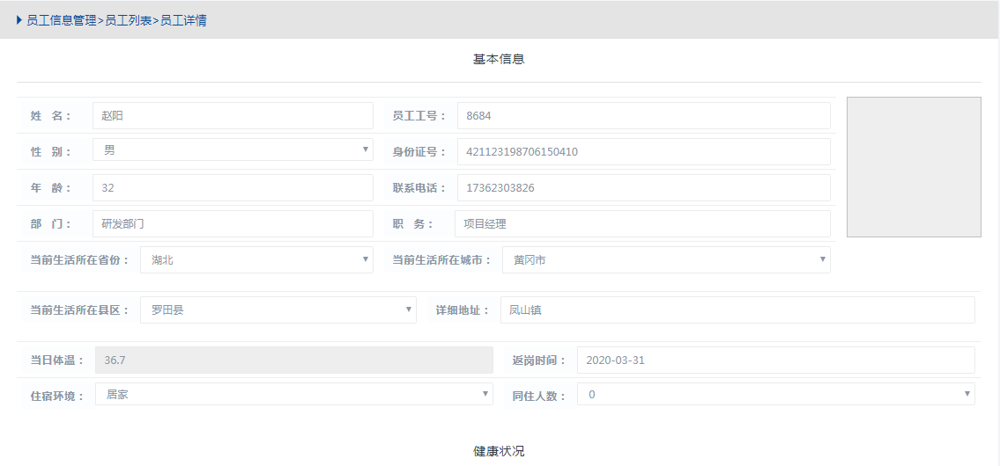 员工信息管理>员工列表>员工详情
基本信息
姓 名： 赵阳 员工工号： 8684
性 别： 男 身份证号： 421123198706150410
年 龄： 32 联系电话： 17362303826
部 门： 研发部门 职 务： 项目经理
当前生活所在省份： 湖北 当前生活所在城市： 黄冈市
当前生活所在县区： 罗田县 详细地址： 凤山镇
当日体温： 36.7 返岗时间： 2020-03-31
住宿环境： 居家 同住人数： 0
健康状况